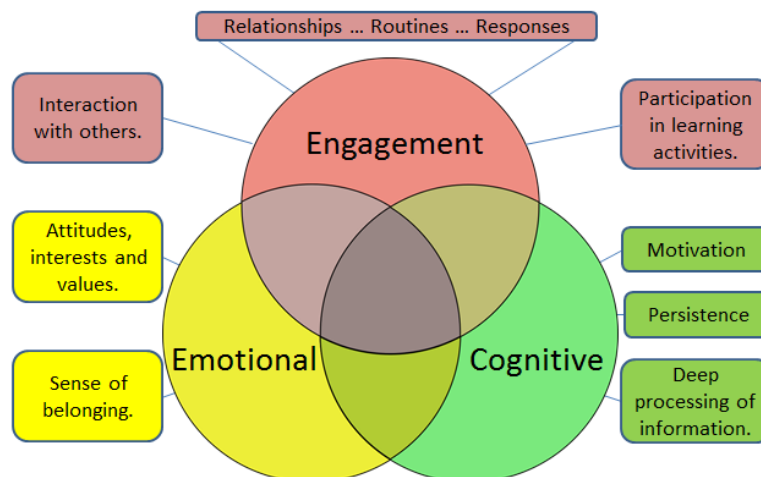 Relationships ... Routines ... Responses
Interaction
with others.
Participation
in learning
activities.
Engagement
Attitudes,
interests and
values.
Motivation
Persistence
Emotional
Cognitive
Sense of
belonging.
Deep
processing of
information.